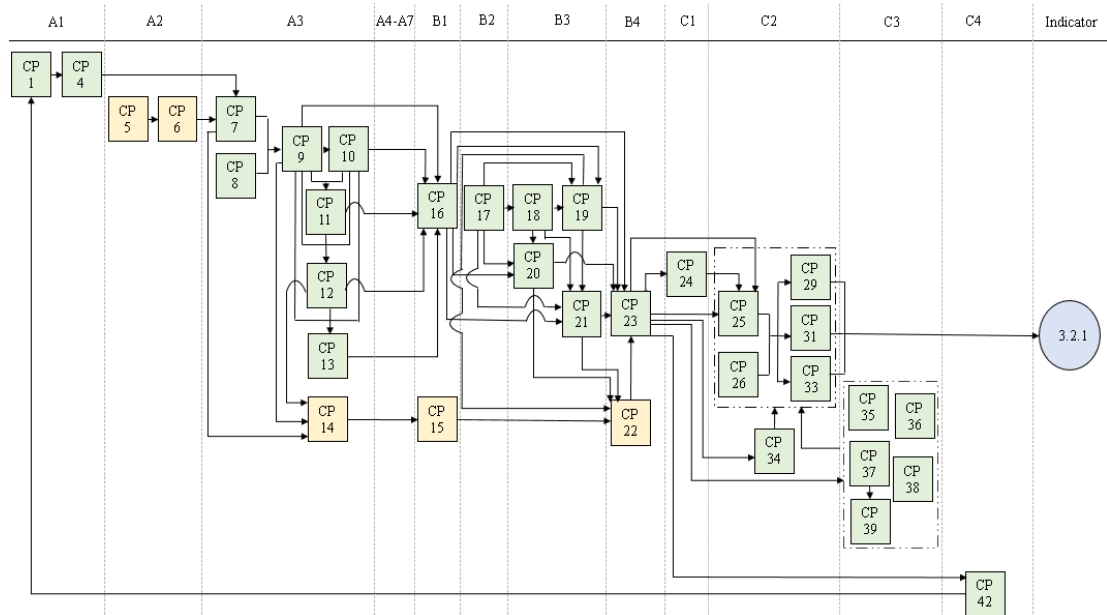 A1 A2 A3 A4-A7 B1 B2 B3 B4 C1 C2 C3 C4 Indicator
CP
1
CP
4
CP
5
CP
6
CP
7
CP
8
CP
9
CP
10
CP
11
CP
12
CP
13
CP
14
CP
15
CP
16
CP
17
CP
18
CP
19
CP
20
CP
21
CP
22
CP
23
CP
24
CP
25
CP
26
CP
29
CP
31
CP
33
CP
34
CP
35
CP
36
CP
37
CP
38
CP
39
CP
42
3.2.1